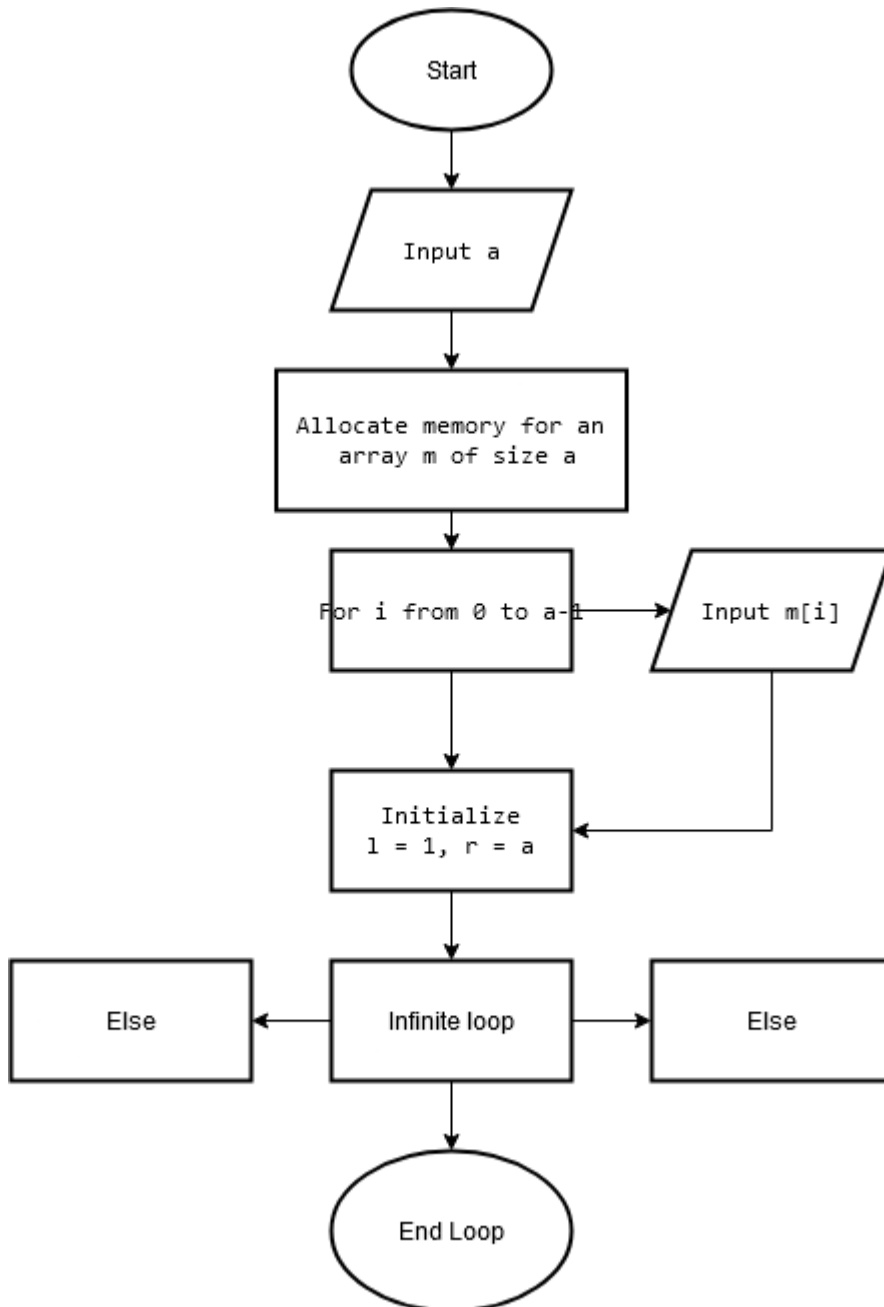 Start
Input a
Allocate memory for an
array m of size a
For i from 0 to a-1
Input m[i]
Initialize
l = 1, r = a
Else
Infinite loop
Else
End Loop